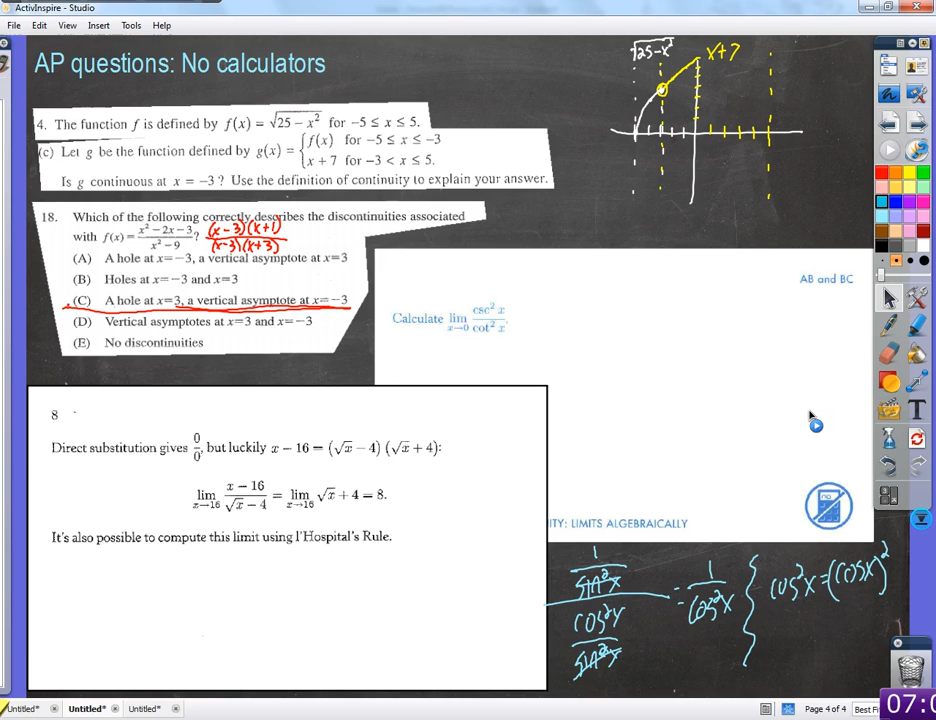 ActivInspire - Studio
File Edit View Insert Tools Help
AP questions: No calculators
√25-x² x+7
4. The function f is defined by f(x) = √25 − x² for −5 ≤ x ≤ 5.
(c) Let g be the function defined by g(x) = { f(x) for −5 ≤ x ≤ −3
x + 7 for −3 < x ≤ 5.
Is g continuous at x = −3? Use the definition of continuity to explain your answer.
18. Which of the following correctly describes the discontinuities associated
with f(x) = (x² − 2x − 3)/(x² − 9)? (x-3)(x+1)/(x-3)(x+3)
(A) A hole at x=−3, a vertical asymptote at x=3
(B) Holes at x=−3 and x=3
(C) A hole at x=3, a vertical asymptote at x=−3
(D) Vertical asymptotes at x=3 and x=−3
(E) No discontinuities
AB and BC
Calculate lim x→0 csc² x / cot² x.
8
Direct substitution gives 0/0, but luckily x − 16 = (√x − 4) (√x + 4):
lim x→16 (x − 16)/(√x − 4) = lim x→16 √x + 4 = 8.
It's also possible to compute this limit using l'Hospital's Rule.
ITY: LIMITS ALGEBRAICALLY
1/sin²x / cos²x/sin²x = 1/cos²x } cos²x=(cosx)²
Untitled* Untitled* Untitled*
Page 4 of 4 Best Fi
07:0